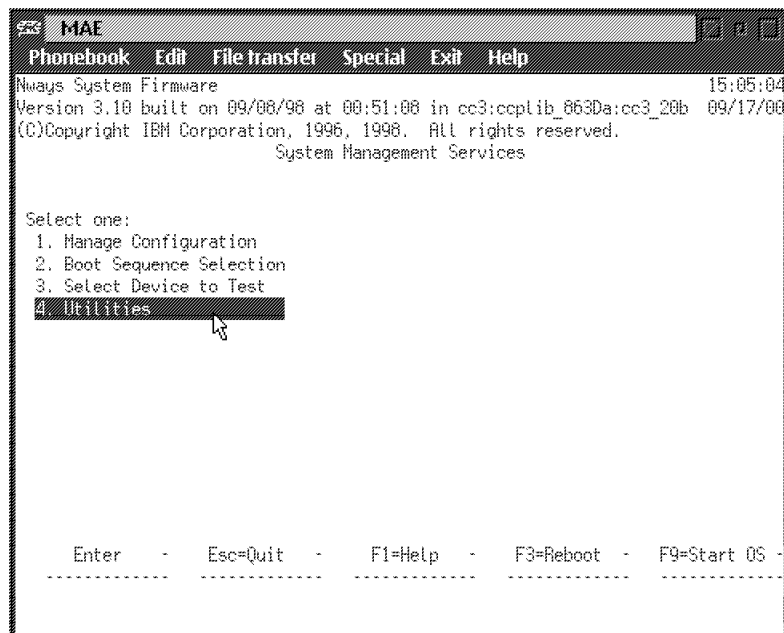 MAE
Phonebook Edit File transfer Special Exit Help
Nways System Firmware 15:05:04
Version 3.10 built on 09/08/98 at 00:51:08 in cc3:ccplib_863Da:cc3_20b 09/17/00
(C)Copyright IBM Corporation, 1996, 1998. All rights reserved.
System Management Services
Select one:
1. Manage Configuration
2. Boot Sequence Selection
3. Select Device to Test
4. Utilities
Enter - Esc=Quit - F1=Help - F3=Reboot - F9=Start OS -